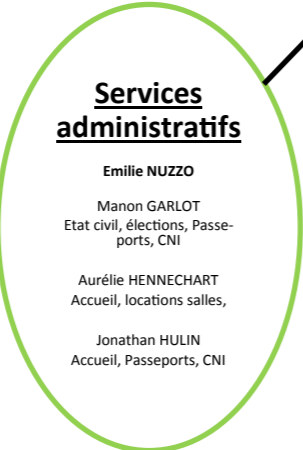 Services
administratifs
Emilie NUZZO
Manon GARLOT
Etat civil, élections, Passe-
ports, CNI
Aurélie HENNECHART
Accueil, locations salles,
Jonathan HULIN
Accueil, Passeports, CNI